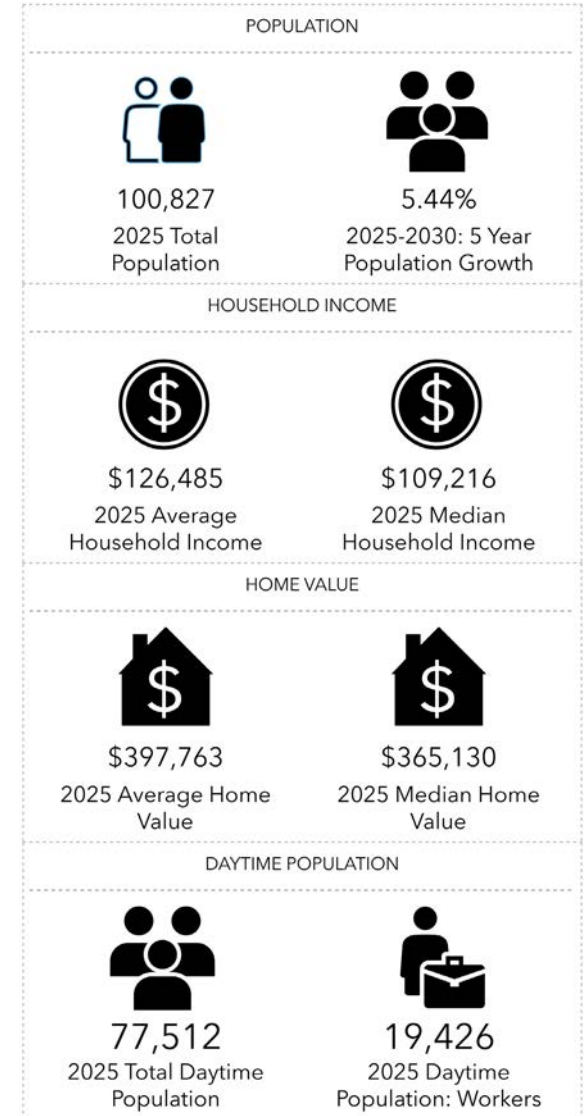 POPULATION
100,827
2025 Total
Population
5.44%
2025-2030: 5 Year
Population Growth
HOUSEHOLD INCOME
$
$126,485
2025 Average
Household Income
$
$109,216
2025 Median
Household Income
HOME VALUE
$
$397,763
2025 Average Home
Value
$
$365,130
2025 Median Home
Value
DAYTIME POPULATION
77,512
2025 Total Daytime
Population
19,426
2025 Daytime
Population: Workers